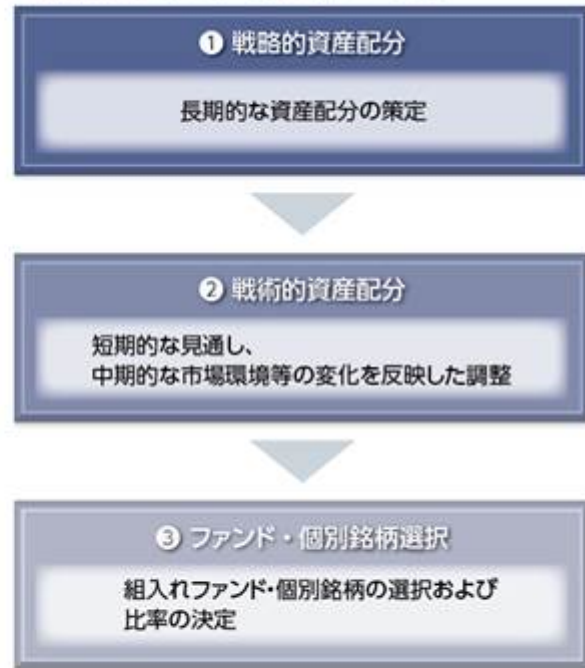 ❶ 戦略的資産配分
長期的な資産配分の策定
❷ 戦術的資産配分
短期的な見通し、
中期的な市場環境等の変化を反映した調整
❸ ファンド・個別銘柄選択
組入れファンド・個別銘柄の選択および
比率の決定